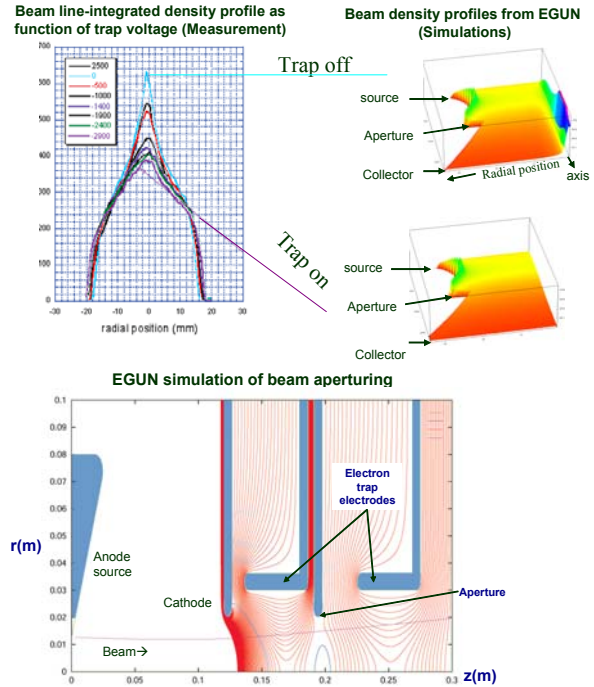 Beam line-integrated density profile as
function of trap voltage (Measurement)
Beam density profiles from EGUN
(Simulations)
700
600
500
400
300
200
100
0
2500
0
-500
-1000
-1400
-1900
-2400
-2900
-30
-20
-10
0
10
20
30
radial position (mm)
Trap off
Trap on
source
Aperture
Collector
Radial position
axis
source
Aperture
Collector
EGUN simulation of beam aperturing
0.1
0.09
0.08
0.07
0.06
0.05
0.04
0.03
0.02
0.01
0
r(m)
Anode
source
Cathode
Beam→
Electron
trap
electrodes
Aperture
0
0.05
0.1
0.15
0.2
0.25
0.3
z(m)